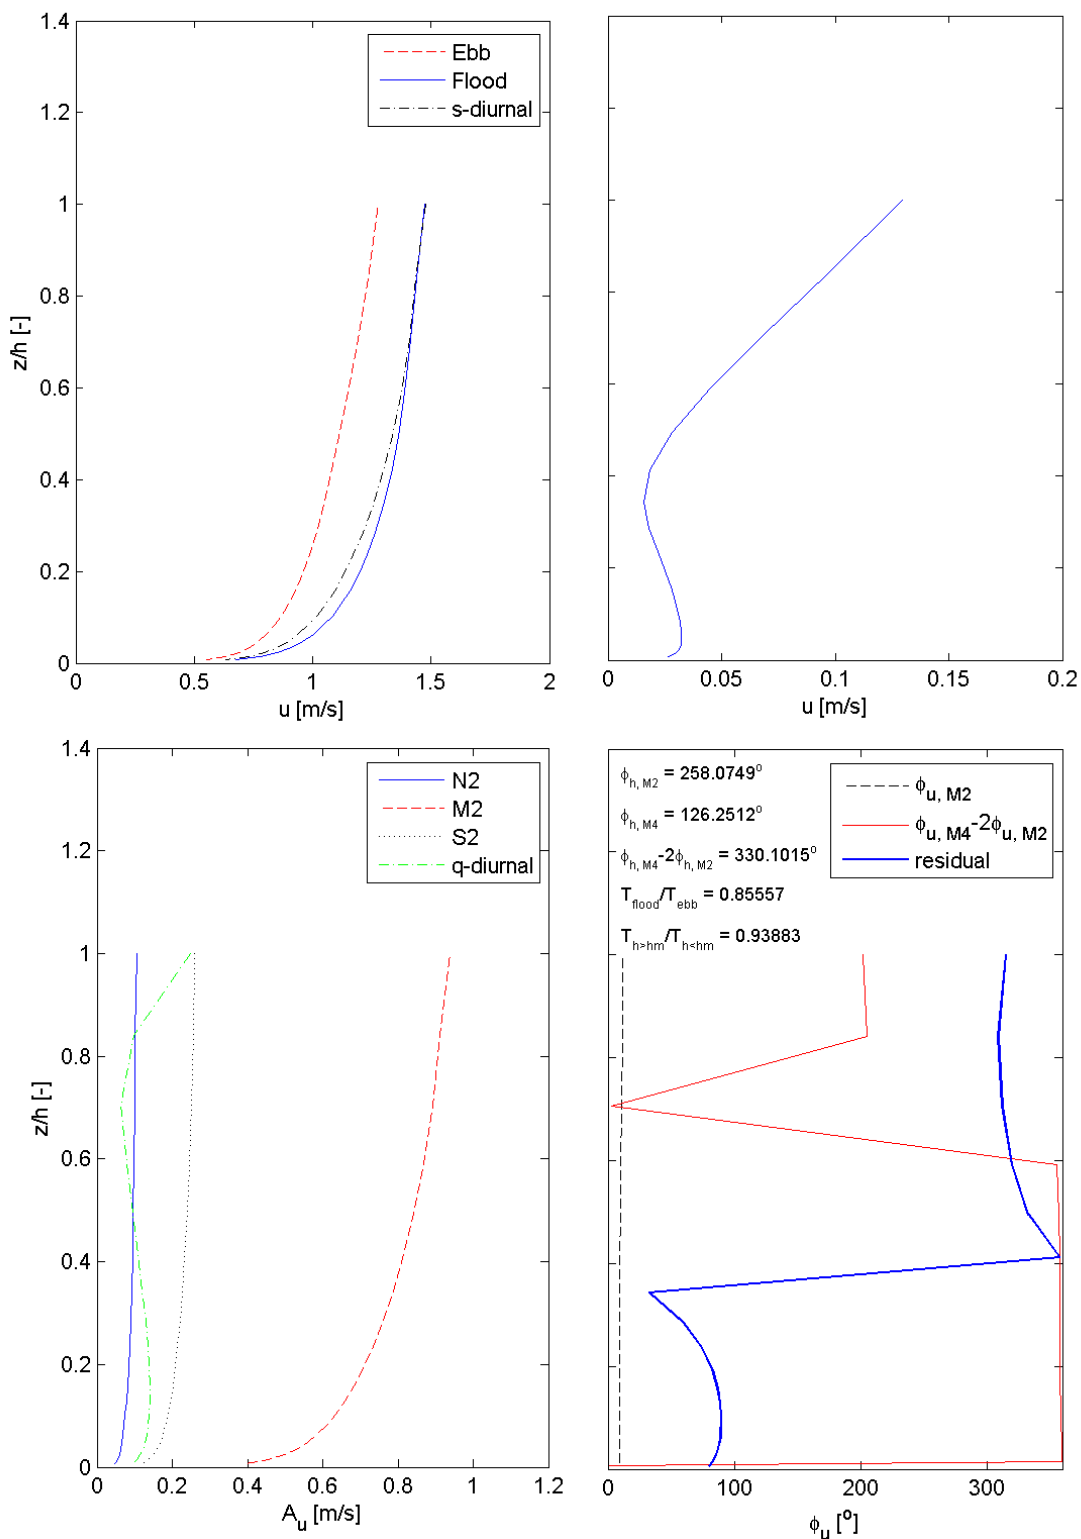 1.4
1.2
1
0.8
0.6
0.4
0.2
0
z/h [-]
Ebb
Flood
s-diurnal
0.5 1 1.5 2
u [m/s]
0 0.05 0.1 0.15 0.2
u [m/s]
1.4
1.2
1
0.8
0.6
0.4
0.2
0
z/h [-]
N2
M2
S2
q-diurnal
0 0.2 0.4 0.6 0.8 1 1.2
A_u [m/s]
ϕ_h, M2 = 258.0749°
ϕ_h, M4 = 126.2512°
ϕ_h, M4-2ϕ_h, M2 = 330.1015°
T_flood/T_ebb = 0.85557
T_h>hm/T_h<hm = 0.93883
ϕ_u, M2
ϕ_u, M4-2ϕ_u, M2
residual
0 100 200 300
ϕ_u [°]